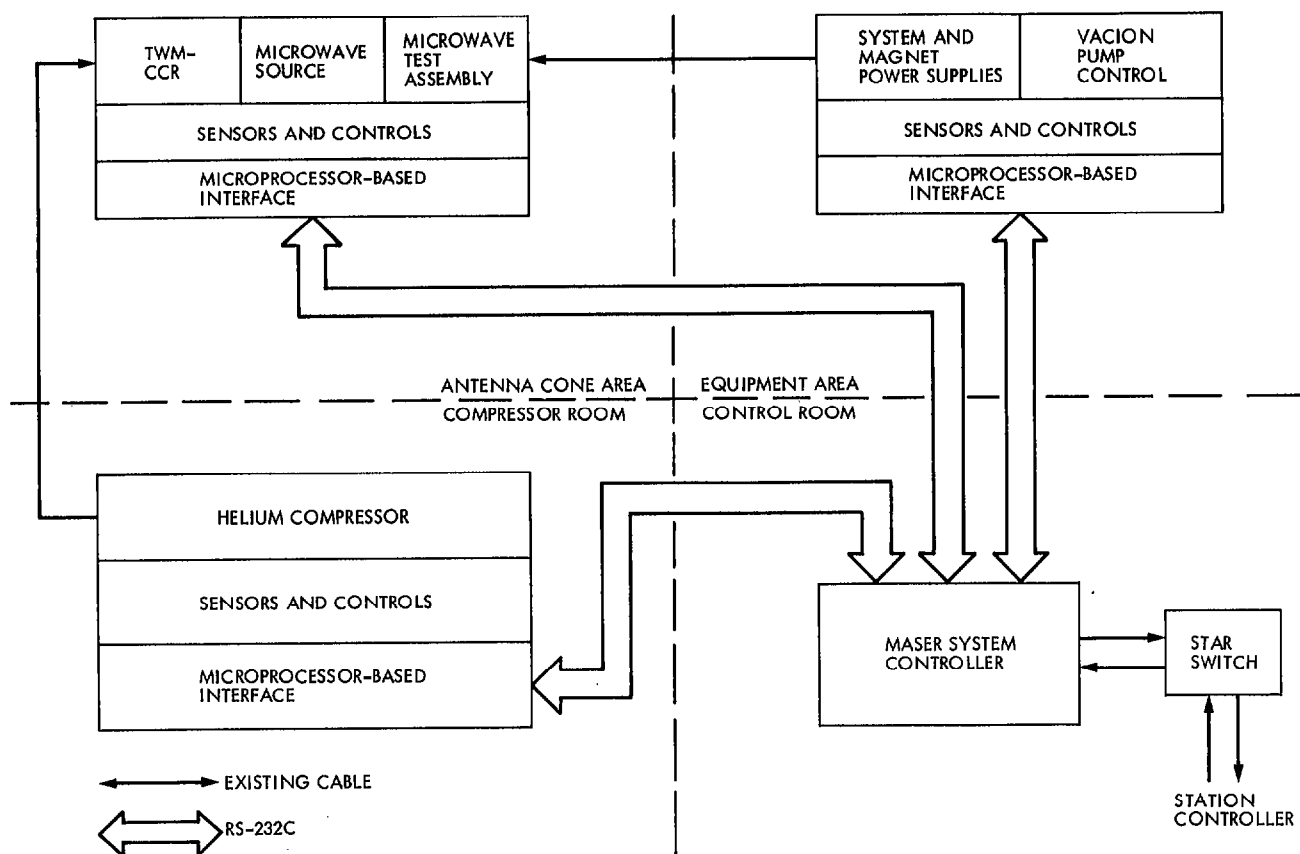 TWM-
CCR
MICROWAVE
SOURCE
MICROWAVE
TEST
ASSEMBLY
SENSORS AND CONTROLS
MICROPROCESSOR-BASED
INTERFACE
SYSTEM AND
MAGNET
POWER SUPPLIES
VACION
PUMP
CONTROL
SENSORS AND CONTROLS
MICROPROCESSOR-BASED
INTERFACE
ANTENNA CONE AREA
EQUIPMENT AREA
COMPRESSOR ROOM
CONTROL ROOM
HELIUM COMPRESSOR
SENSORS AND CONTROLS
MICROPROCESSOR-BASED
INTERFACE
MASER SYSTEM
CONTROLLER
STAR
SWITCH
STATION
CONTROLLER
EXISTING CABLE
RS-232C